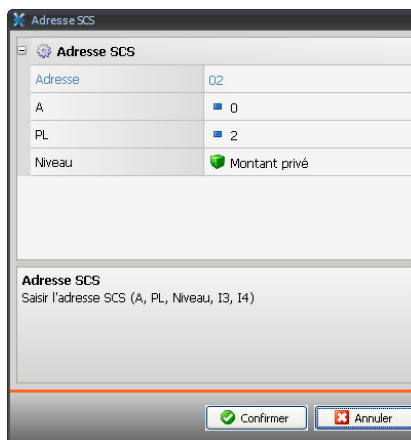 Adresse SCS
Adresse SCS
Adresse 02
A 0
PL 2
Niveau Montant privé
Adresse SCS
Saisir l'adresse SCS (A, PL, Niveau, I3, I4)
Confirmer Annuler